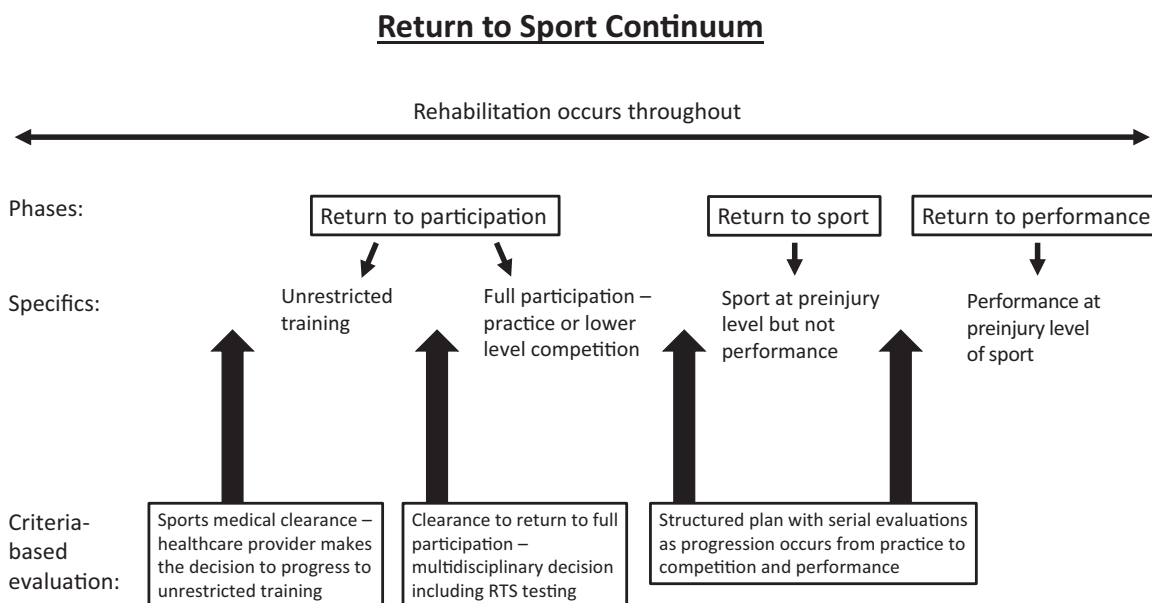 Return to Sport Continuum
Rehabilitation occurs throughout
Phases:
Return to participation
Return to sport
Return to performance
Specifics:
Unrestricted
training
Full participation –
practice or lower
level competition
Sport at preinjury
level but not
performance
Performance at
preinjury level
of sport
Criteria-
based
evaluation:
Sports medical clearance –
healthcare provider makes
the decision to progress to
unrestricted training
Clearance to return to full
participation –
multidisciplinary decision
including RTS testing
Structured plan with serial evaluations
as progression occurs from practice to
competition and performance